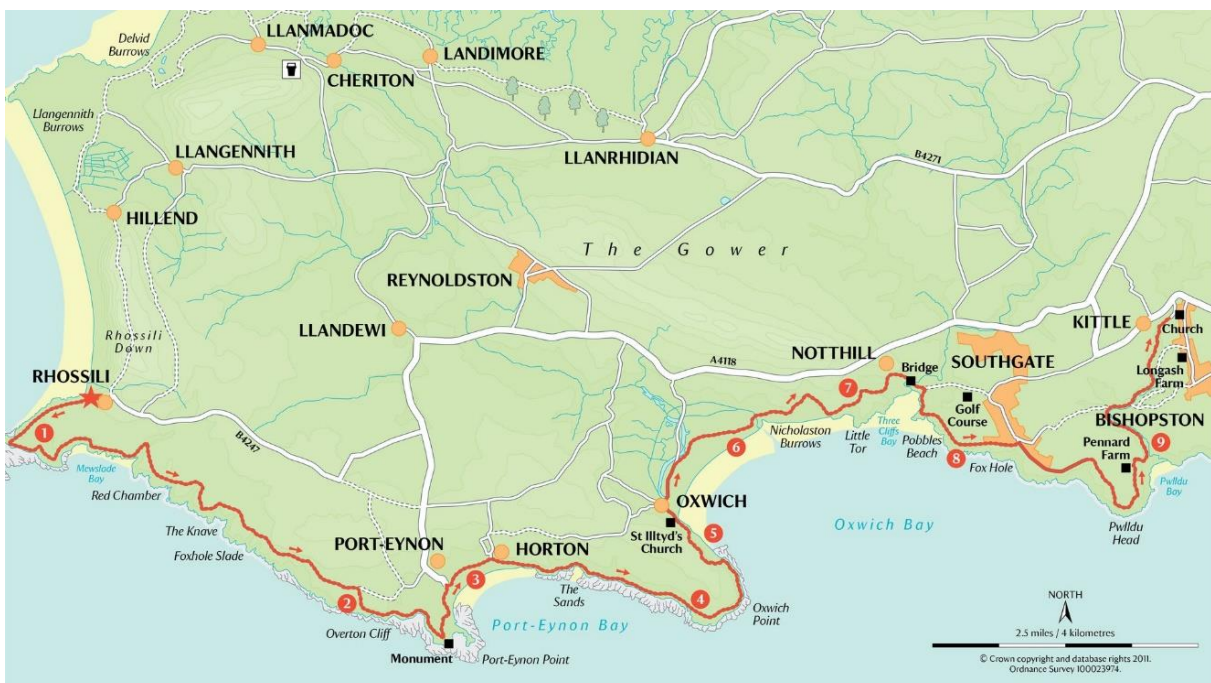 Delvid
Burrows
LLANMADOC
CHERITON
LANDIMORE
Llangennith
Burrows
LLANGENNITH
LLANRHIDIAN
B4271
HILLEND
The Gower
REYNOLDSTON
LLANDEWI
Rhossili
Down
RHOSSILI
A4118
NOTTHILL
Bridge
SOUTHGATE
KITTLE
Church
Longash
Farm
Golf
Course
BISHOPSTON
Pennard
Farm
1
Mewslade
Bay
Red Chamber
B4247
The Knave
Foxhole Slade
PORT-EYNON
HORTON
OXWICH
St Illtyd's
Church
Nicholaston
Burrows
Little
Tor
Three
Cliffs Bay
Pobbles
Beach
Fox Hole
7
6
8
9
Pwlldu
Bay
Pwlldu
Head
Oxwich Bay
5
3
The
Sands
4
Oxwich
Point
2
Overton Cliff
Port-Eynon Bay
Monument
Port-Eynon Point
NORTH
2.5 miles / 4 kilometres
© Crown copyright and database rights 2011.
Ordnance Survey 100023974.